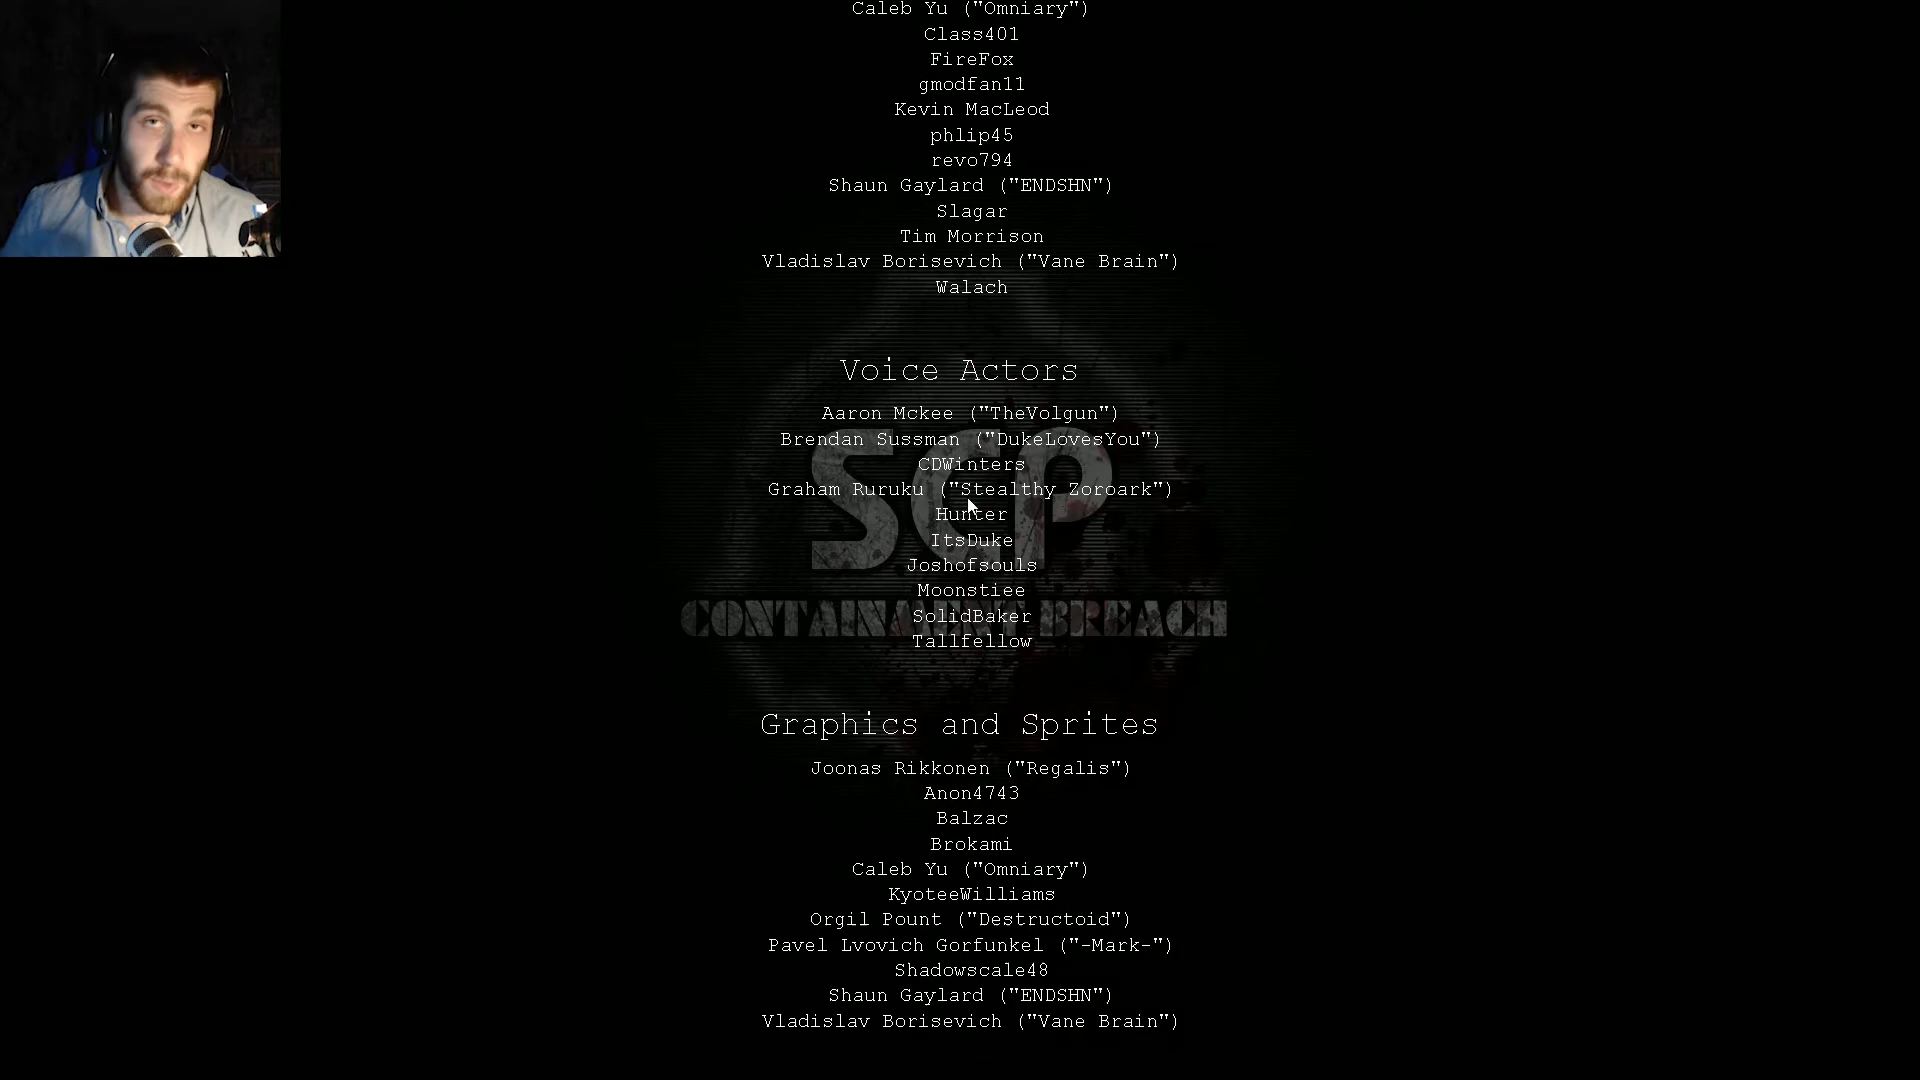 Caleb Yu ("Omniary")
Class401
FireFox
gmodfan11
Kevin MacLeod
phlip45
revo794
Shaun Gaylard ("ENDSHN")
Slagar
Tim Morrison
Vladislav Borisevich ("Vane Brain")
Walach
Voice Actors
Aaron Mckee ("TheVolgun")
Brendan Sussman ("DukeLovesYou")
CDWinters
Graham Ruruku ("Stealthy Zoroark")
Hunter
ItsDuke
Joshofsouls
Moonstiee
SolidBaker
Tallfellow
SCP
CONTAINMENT BREACH
Graphics and Sprites
Joonas Rikkonen ("Regalis")
Anon4743
Balzac
Brokami
Caleb Yu ("Omniary")
KyoteeWilliams
Orgil Pount ("Destructoid")
Pavel Lvovich Gorfunkel ("-Mark-")
Shadowscale48
Shaun Gaylard ("ENDSHN")
Vladislav Borisevich ("Vane Brain")